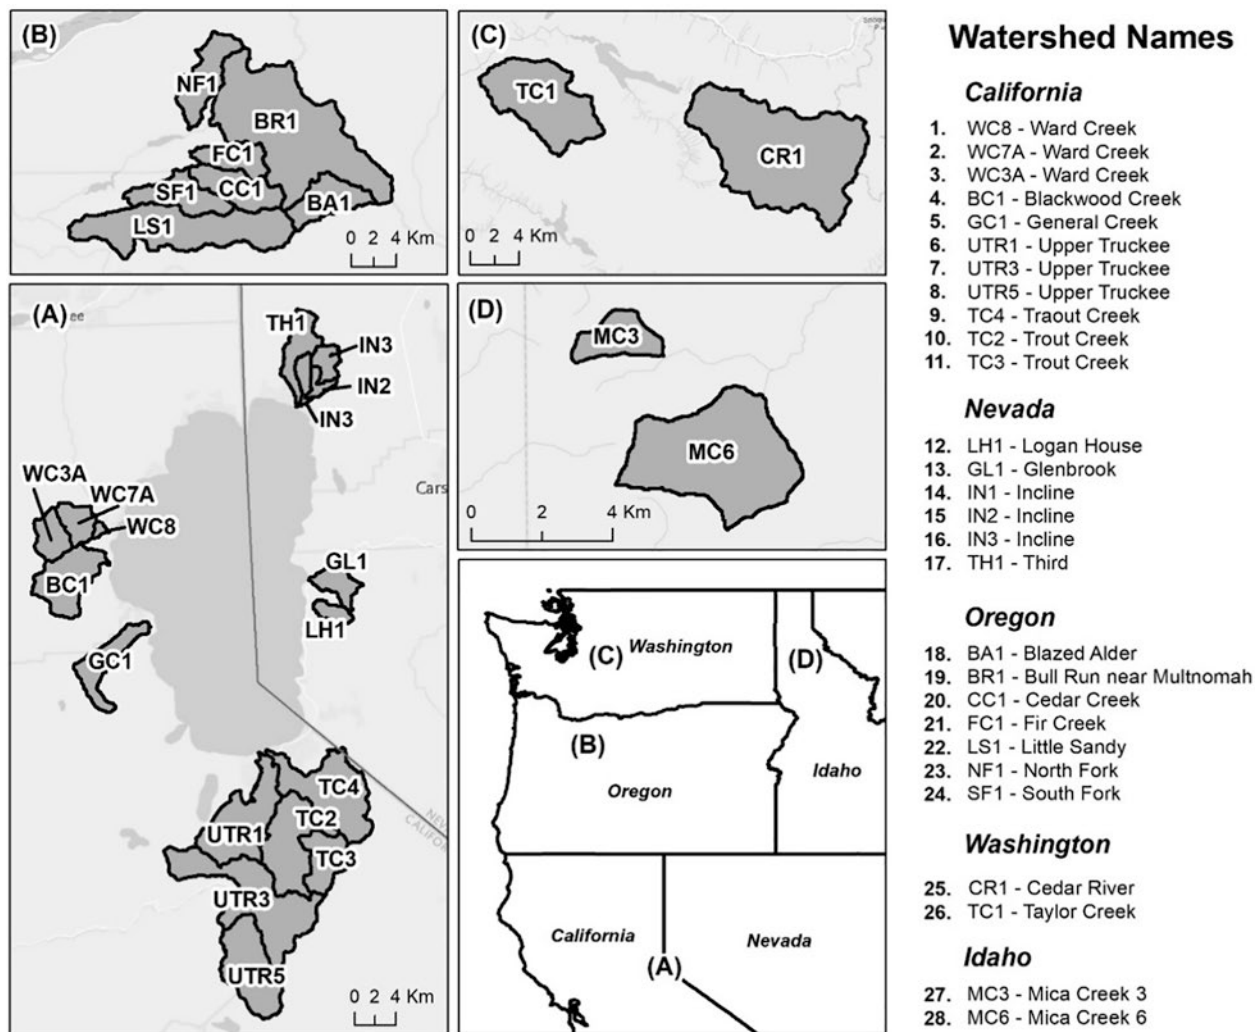 (B)
NF1
BR1
FC1
SF1
CC1
BA1
LS1
0 2 4 Km
(C)
TC1
CR1
0 2 4 Km
(A)
TH1
IN3
IN2
IN3
WC3A
WC7A
WC8
BC1
GC1
Cars
GL1
LH1
TC4
TC2
UTR1
TC3
UTR3
UTR5
0 2 4 Km
(D)
MC3
MC6
0 2 4 Km
(C)
Washington
(D)
(B)
Oregon
Idaho
California
Nevada
(A)
Watershed Names
California
1. WC8 - Ward Creek
2. WC7A - Ward Creek
3. WC3A - Ward Creek
4. BC1 - Blackwood Creek
5. GC1 - General Creek
6. UTR1 - Upper Truckee
7. UTR3 - Upper Truckee
8. UTR5 - Upper Truckee
9. TC4 - Traout Creek
10. TC2 - Trout Creek
11. TC3 - Trout Creek
Nevada
12. LH1 - Logan House
13. GL1 - Glenbrook
14. IN1 - Incline
15 IN2 - Incline
16. IN3 - Incline
17. TH1 - Third
Oregon
18. BA1 - Blazed Alder
19. BR1 - Bull Run near Multnomah
20. CC1 - Cedar Creek
21. FC1 - Fir Creek
22. LS1 - Little Sandy
23. NF1 - North Fork
24. SF1 - South Fork
Washington
25. CR1 - Cedar River
26. TC1 - Taylor Creek
Idaho
27. MC3 - Mica Creek 3
28. MC6 - Mica Creek 6